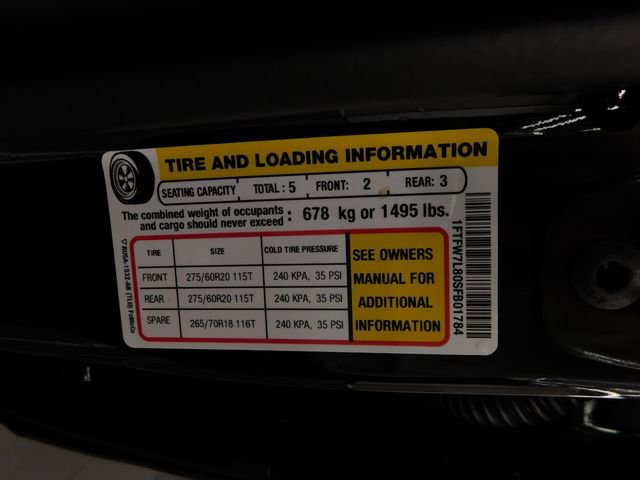 TIRE AND LOADING INFORMATION
SEATING CAPACITY TOTAL : 5 FRONT: 2 REAR: 3
The combined weight of occupants
and cargo should never exceed : 678 kg or 1495 lbs.
TIRE SIZE COLD TIRE PRESSURE
FRONT 275/60R20 115T 240 KPA, 35 PSI
REAR 275/60R20 115T 240 KPA, 35 PSI
SPARE 265/70R18 116T 240 KPA, 35 PSI
SEE OWNERS
MANUAL FOR
ADDITIONAL
INFORMATION
1FTFW7L80SFB01784